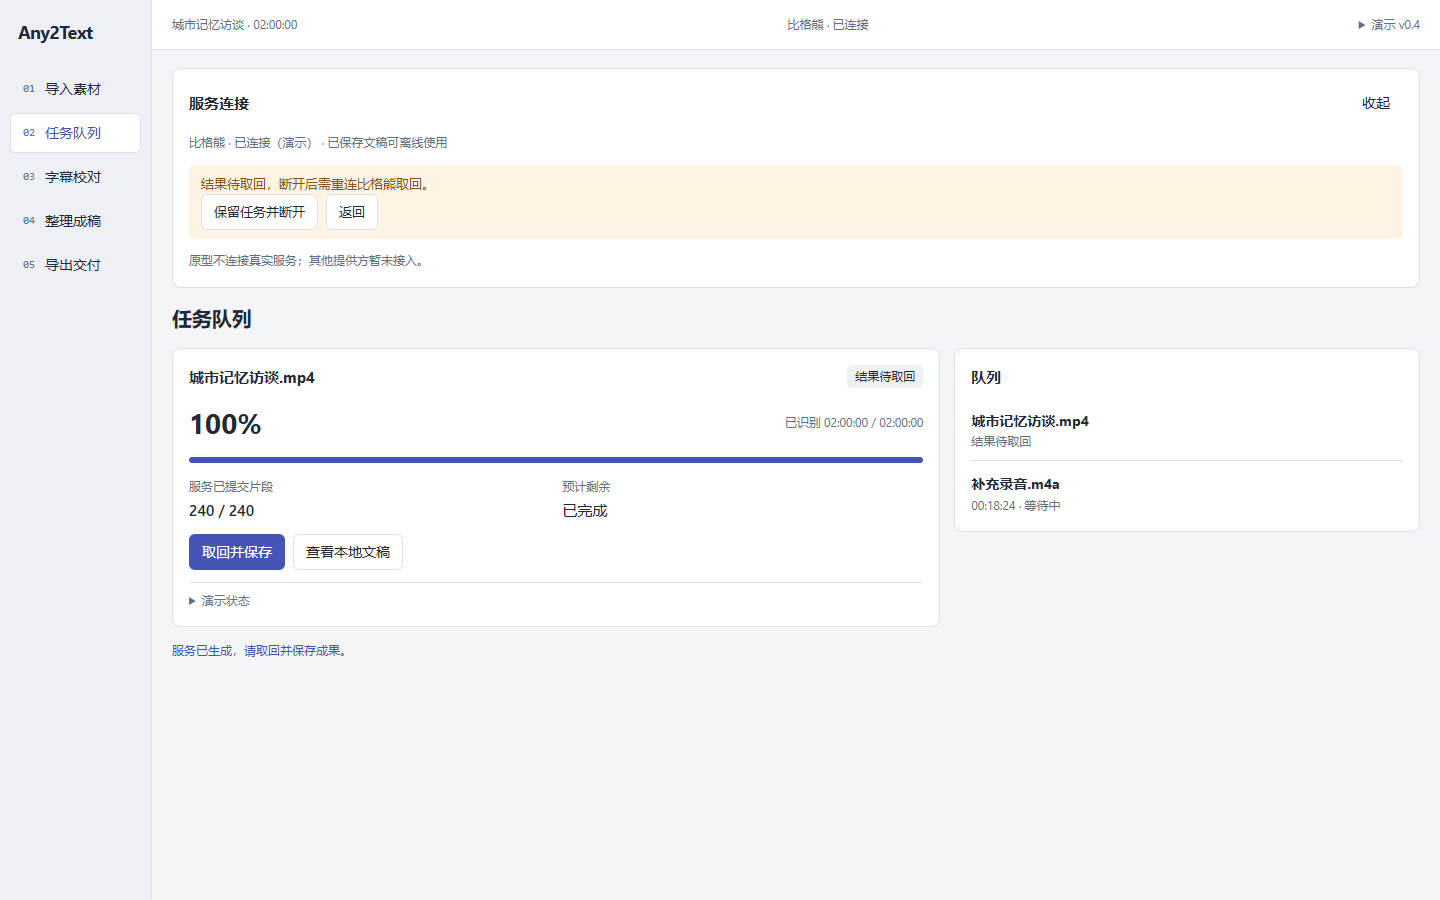 Any2Text
01 导入素材
02 任务队列
03 字幕校对
04 整理成稿
05 导出交付
城市记忆访谈 · 02:00:00
比格熊 · 已连接
▶ 演示 v0.4
服务连接
收起
比格熊 · 已连接（演示） · 已保存文稿可离线使用
结果待取回，断开后需重连比格熊取回。
保留任务并断开
返回
原型不连接真实服务；其他提供方暂未接入。
任务队列
城市记忆访谈.mp4
结果待取回
100%
已识别 02:00:00 / 02:00:00
服务已提交片段
240 / 240
预计剩余
已完成
取回并保存
查看本地文稿
▶ 演示状态
服务已生成，请取回并保存成果。
队列
城市记忆访谈.mp4
结果待取回
补充录音.m4a
00:18:24 · 等待中